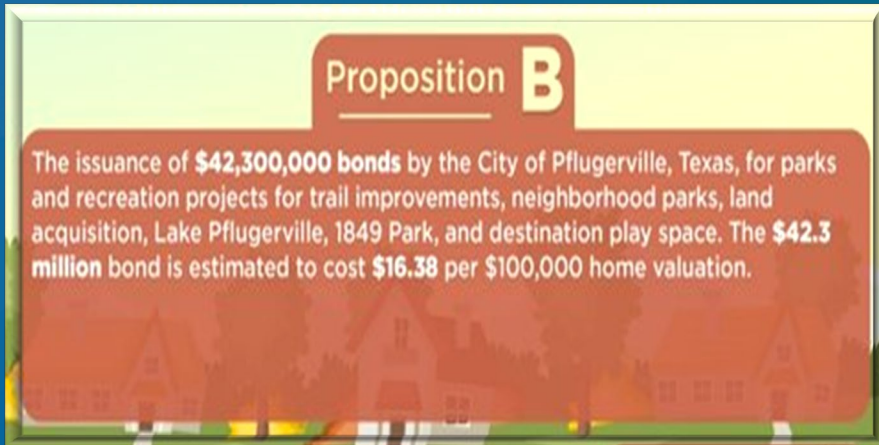 Proposition B
The issuance of $42,300,000 bonds by the City of Pflugerville, Texas, for parks
and recreation projects for trail improvements, neighborhood parks, land
acquisition, Lake Pflugerville, 1849 Park, and destination play space. The $42.3
million bond is estimated to cost $16.38 per $100,000 home valuation.